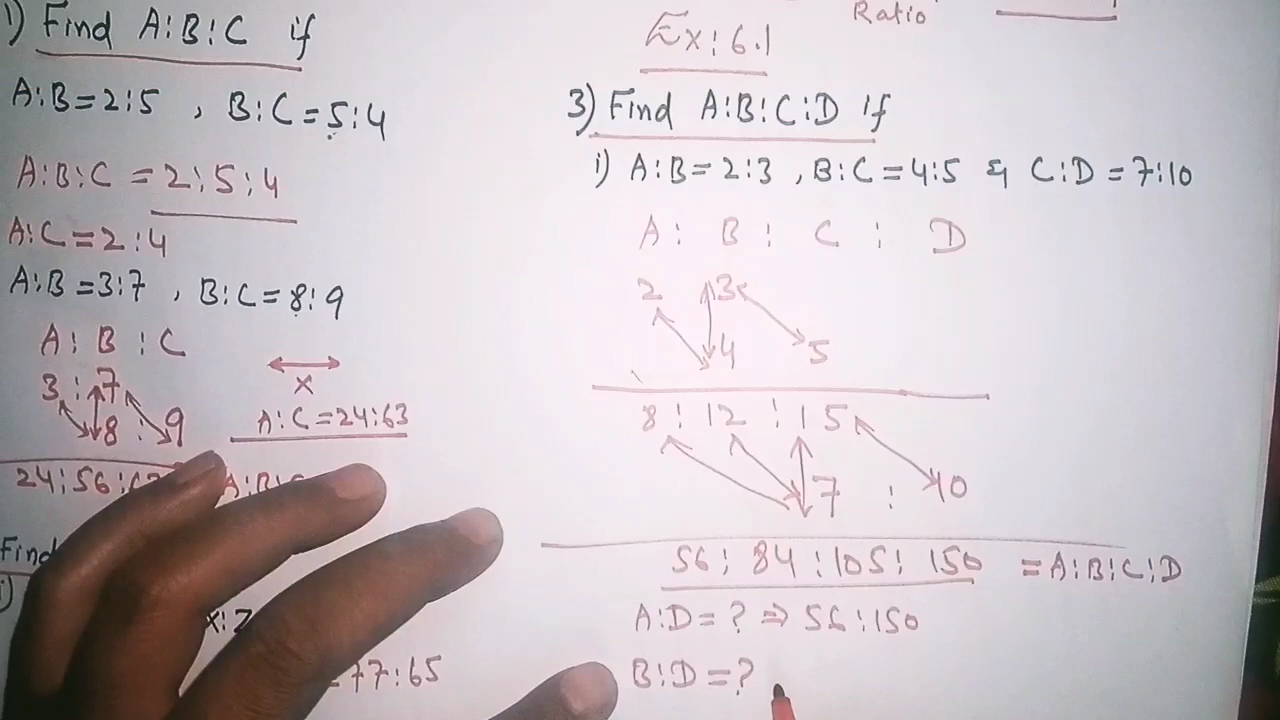 1) Find A:B:C if
A:B=2:5 , B:C=5:4
A:B:C =2:5:4
A:C=2:4
A:B=3:7 , B:C=8:9
A: B :C
3 : 7
8 : 9
×
A:C=24:63
24:56:
Find
i)
x:
=77:65
Ratio
Ex:6.1
3) Find A:B:C:D if
i) A:B=2:3 ,B:C=4:5 & C:D=7:10
A: B : C : D
2 3
4 5
8 : 12 : 15
7 : 10
56: 84:105: 150 =A:B:C:D
A:D=? ⇒ 56:150
B:D=?